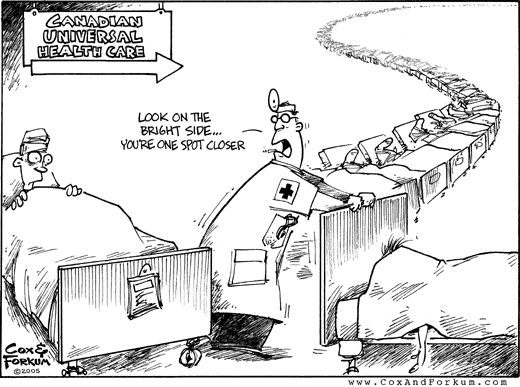 CANADIAN
UNIVERSAL
HEALTH CARE
LOOK ON THE
BRIGHT SIDE...
YOU'RE ONE SPOT CLOSER
COX &
FORKUM
©2005
www.CoxAndForkum.com